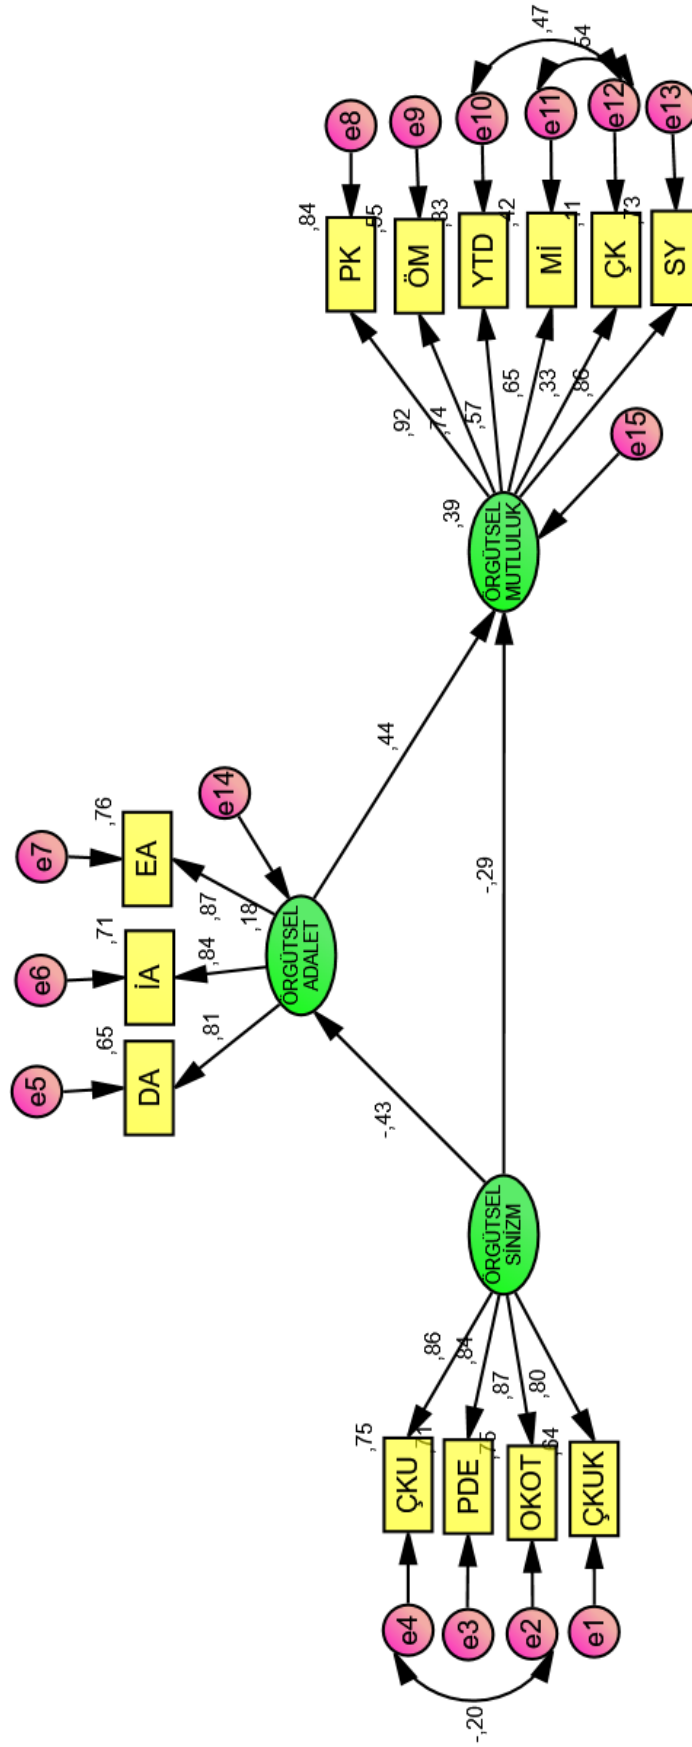 e7
e6
e5
,76
,71
,65
EA
İA
DA
e14
,87
,84
,81
,18
ÖRGÜTSEL
ADALET
,44
-,43
-,29
ÖRGÜTSEL
SİNİZM
,86
,84
,87
,80
,75
,71
,75
,64
ÇKU
PDE
OKOT
ÇKUK
e4
e3
e2
e1
-,20
,39
ÖRGÜTSEL
MUTLULUK
e15
,92
,74
,57
,65
,33
,86
,84
,55
,33
,42
,11
,73
PK
ÖM
YTD
Mİ
ÇK
SY
e8
e9
e10
e11
e12
e13
,47